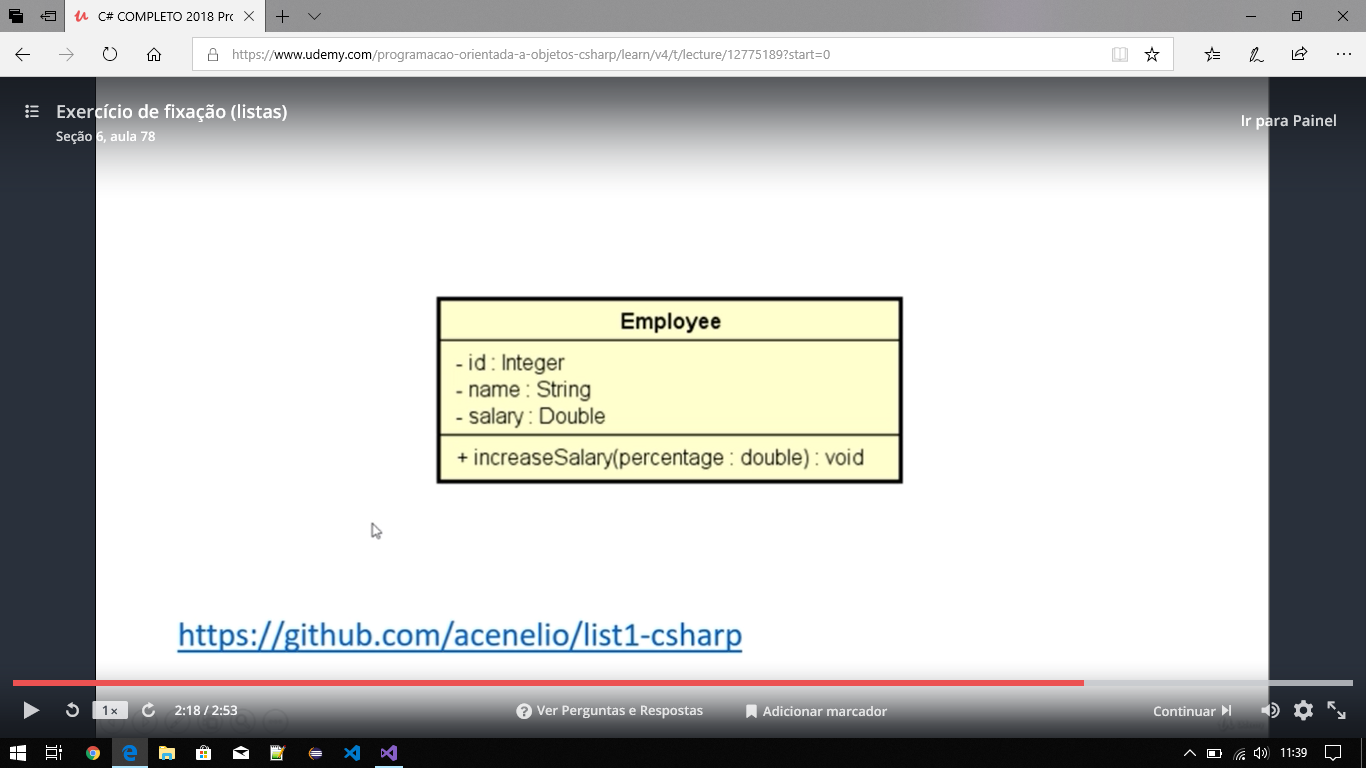 C# COMPLETO 2018 Pro
https://www.udemy.com/programacao-orientada-a-objetos-csharp/learn/v4/t/lecture/12775189?start=0
Exercício de fixação (listas)
Seção 6, aula 78
Ir para Painel
Employee
- id : Integer
- name : String
- salary : Double
+ increaseSalary(percentage : double) : void
https://github.com/acenelio/list1-csharp
1×
2:18 / 2:53
Ver Perguntas e Respostas
Adicionar marcador
Continuar
11:39